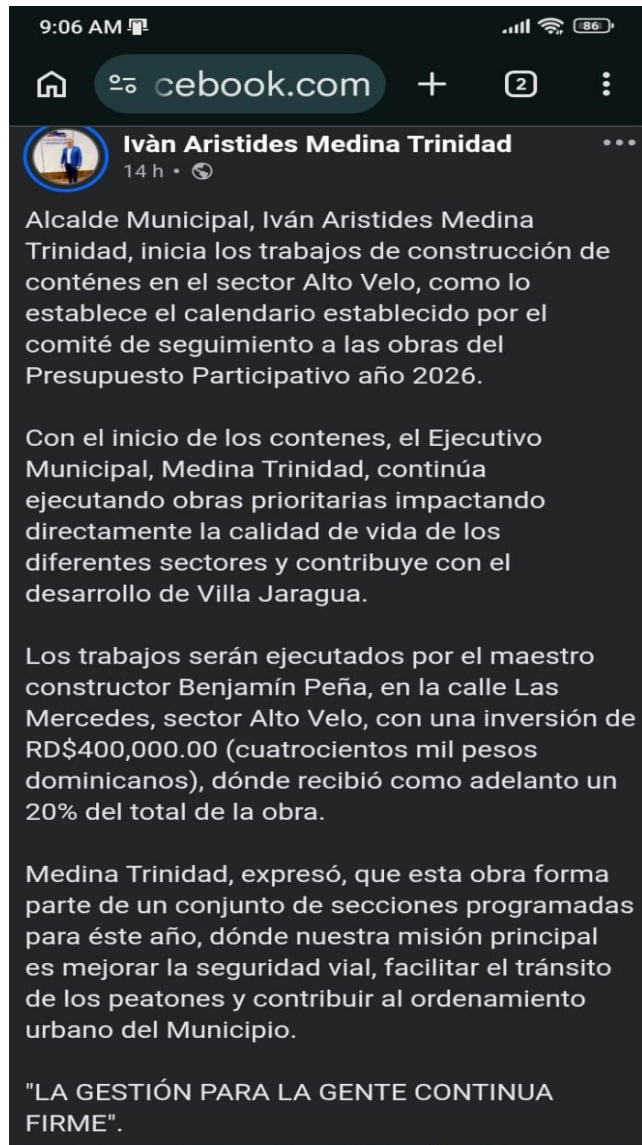 9:06 AM
86
cebook.com
2
Ivàn Aristides Medina Trinidad
14 h •
Alcalde Municipal, Iván Aristides Medina
Trinidad, inicia los trabajos de construcción de
conténes en el sector Alto Velo, como lo
establece el calendario establecido por el
comité de seguimiento a las obras del
Presupuesto Participativo año 2026.
Con el inicio de los contenes, el Ejecutivo
Municipal, Medina Trinidad, continúa
ejecutando obras prioritarias impactando
directamente la calidad de vida de los
diferentes sectores y contribuye con el
desarrollo de Villa Jaragua.
Los trabajos serán ejecutados por el maestro
constructor Benjamín Peña, en la calle Las
Mercedes, sector Alto Velo, con una inversión de
RD$400,000.00 (cuatrocientos mil pesos
dominicanos), dónde recibió como adelanto un
20% del total de la obra.
Medina Trinidad, expresó, que esta obra forma
parte de un conjunto de secciones programadas
para éste año, dónde nuestra misión principal
es mejorar la seguridad vial, facilitar el tránsito
de los peatones y contribuir al ordenamiento
urbano del Municipio.
"LA GESTIÓN PARA LA GENTE CONTINUA
FIRME".